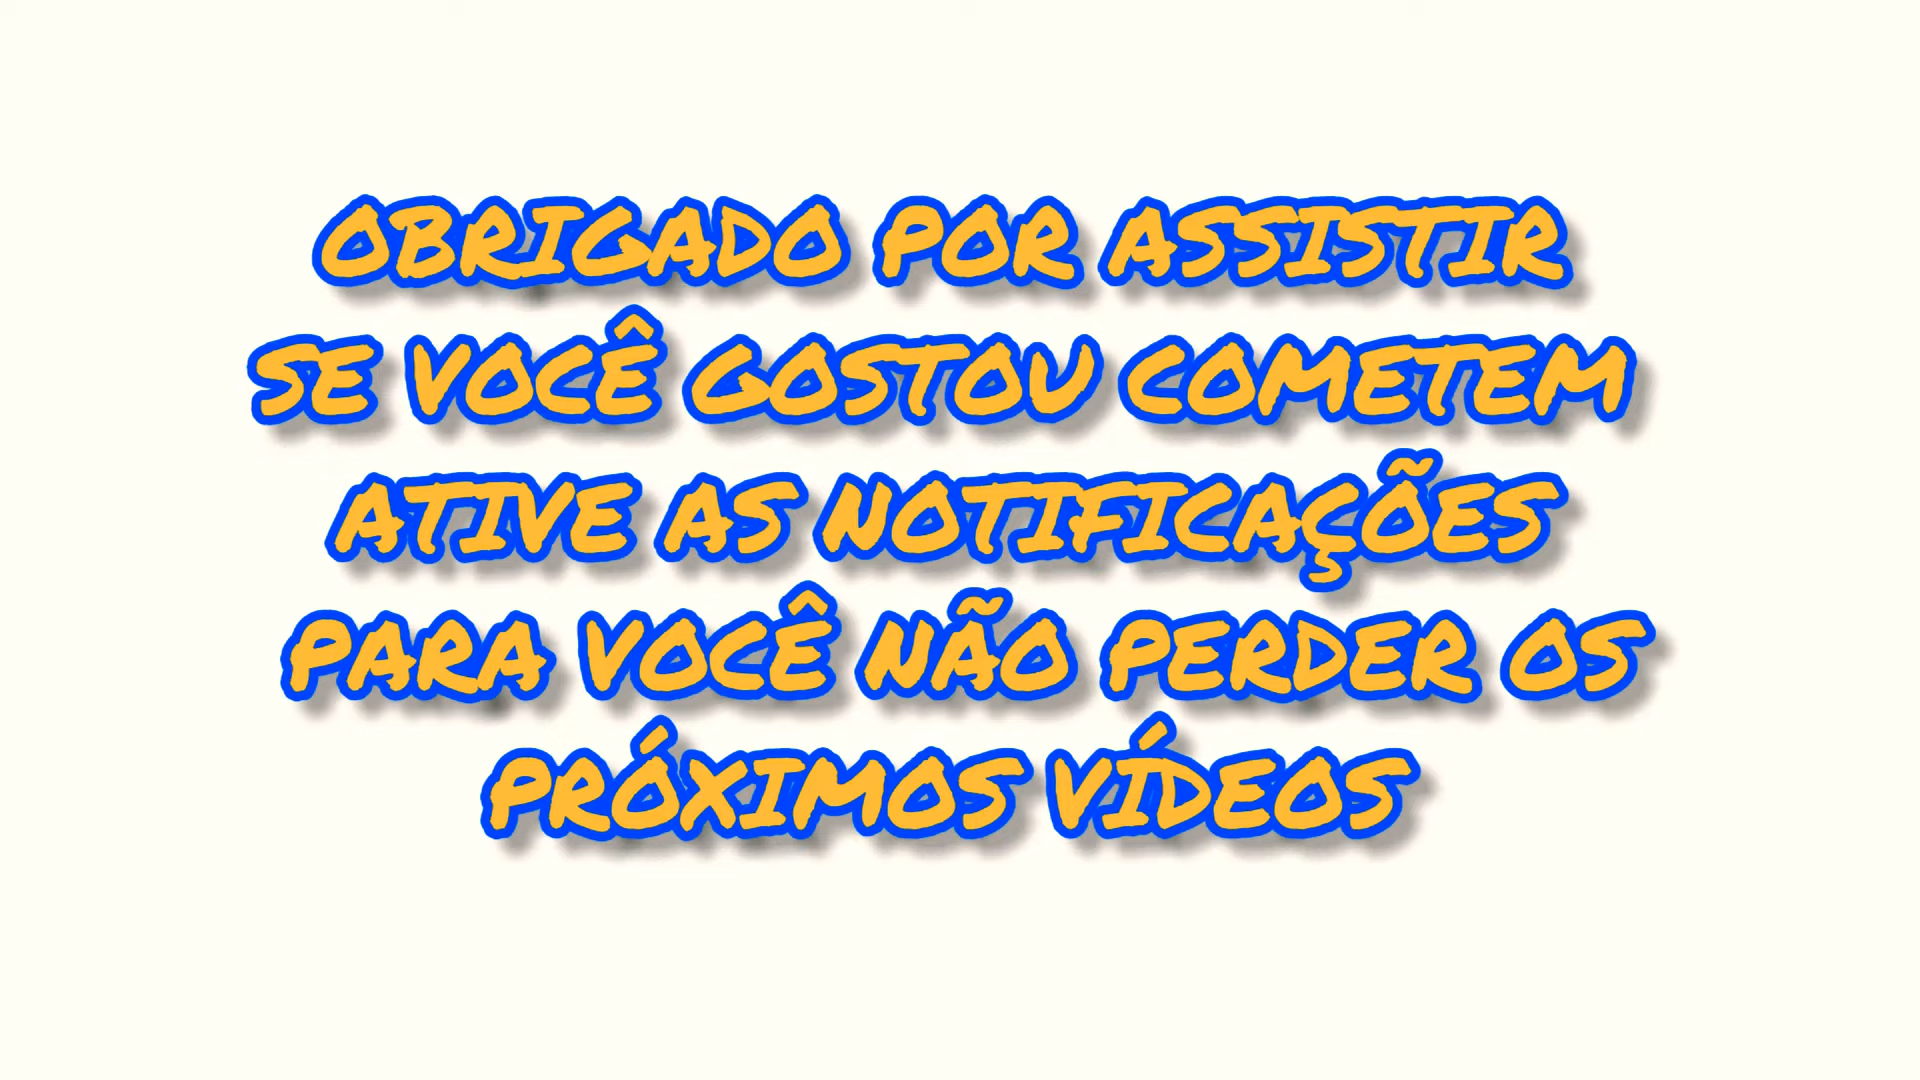 OBRIGADO POR ASSISTIR
SE VOCÊ GOSTOU COMETEM
ATIVE AS NOTIFICAÇÕES
PARA VOCÊ NÃO PERDER OS
PRÓXIMOS VÍDEOS